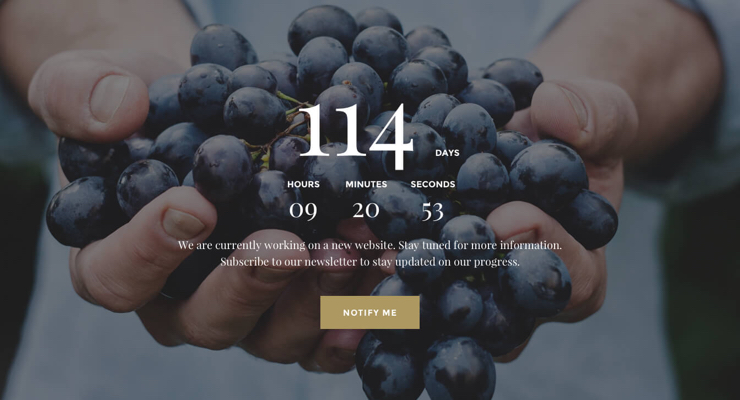 114 DAYS
HOURS MINUTES SECONDS
09 20 53
We are currently working on a new website. Stay tuned for more information.
Subscribe to our newsletter to stay updated on our progress.
NOTIFY ME